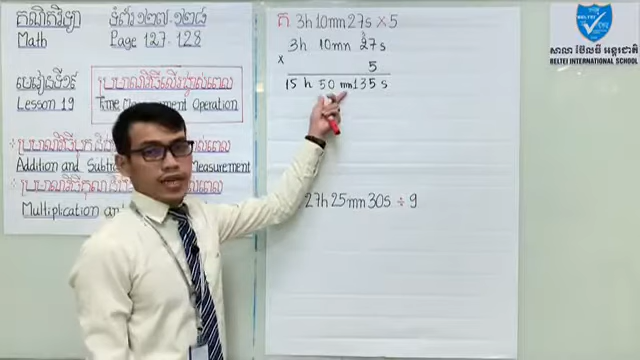 គណិតវិទ្យា ទំព័រ ១២៧.១២៨
Math Page 127. 128
មេរៀនទី១៩ ប្រមាណវិធីលើរង្វាស់ពេល
Lesson 19 Time Measurement Operation
Addition and Subtr Measurement
Multiplication and
គ. 3h 10mn 27s × 5
3h 10mn 27s
×
5
15 h 50 mn 135 s
27h 25mn 30s ÷ 9
BELTEI
សាលា ប៊ែលធី អន្តរជាតិ
BELTEI INTERNATIONAL SCHOOL